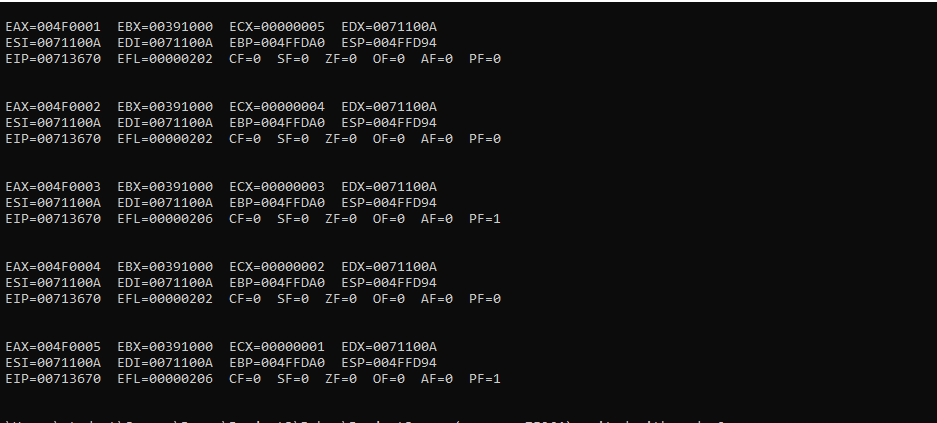 EAX=004F0001 EBX=00391000 ECX=00000005 EDX=0071100A
ESI=0071100A EDI=0071100A EBP=004FFDA0 ESP=004FFD94
EIP=00713670 EFL=00000202 CF=0 SF=0 ZF=0 OF=0 AF=0 PF=0
EAX=004F0002 EBX=00391000 ECX=00000004 EDX=0071100A
ESI=0071100A EDI=0071100A EBP=004FFDA0 ESP=004FFD94
EIP=00713670 EFL=00000202 CF=0 SF=0 ZF=0 OF=0 AF=0 PF=0
EAX=004F0003 EBX=00391000 ECX=00000003 EDX=0071100A
ESI=0071100A EDI=0071100A EBP=004FFDA0 ESP=004FFD94
EIP=00713670 EFL=00000206 CF=0 SF=0 ZF=0 OF=0 AF=0 PF=1
EAX=004F0004 EBX=00391000 ECX=00000002 EDX=0071100A
ESI=0071100A EDI=0071100A EBP=004FFDA0 ESP=004FFD94
EIP=00713670 EFL=00000202 CF=0 SF=0 ZF=0 OF=0 AF=0 PF=0
EAX=004F0005 EBX=00391000 ECX=00000001 EDX=0071100A
ESI=0071100A EDI=0071100A EBP=004FFDA0 ESP=004FFD94
EIP=00713670 EFL=00000206 CF=0 SF=0 ZF=0 OF=0 AF=0 PF=1